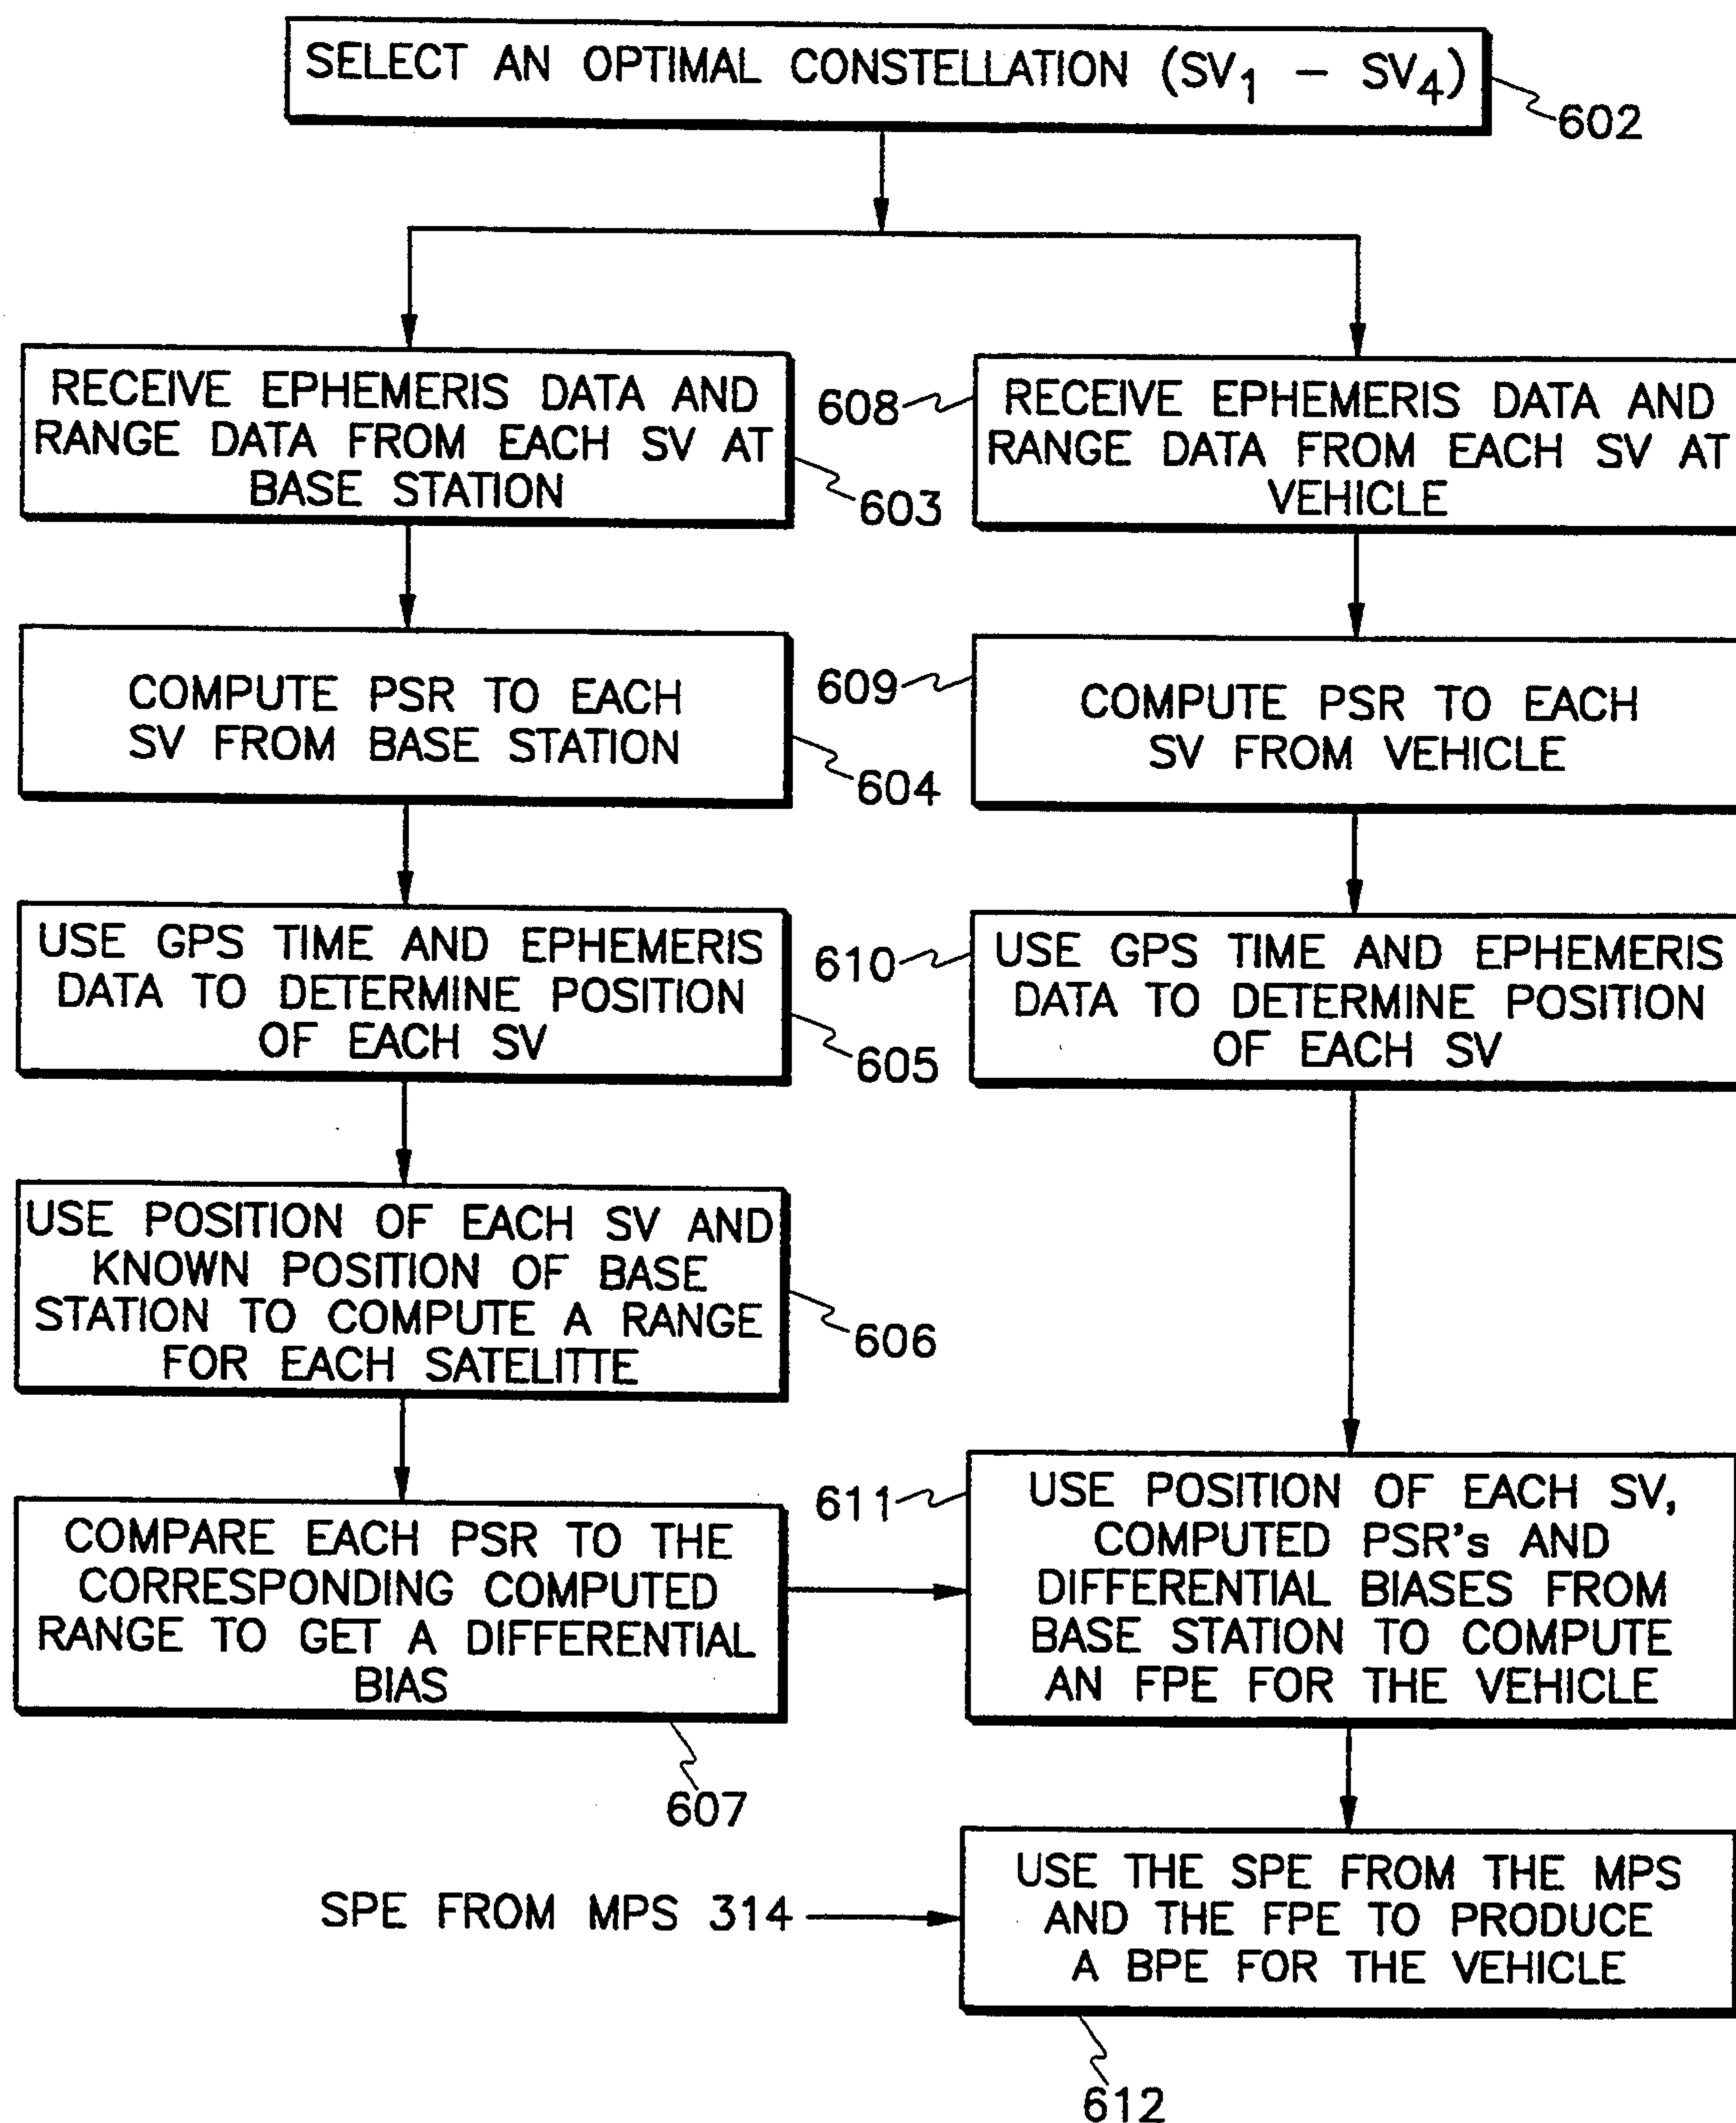 SELECT AN OPTIMAL CONSTELLATION (SV₁ – SV₄)
602
RECEIVE EPHEMERIS DATA AND
RANGE DATA FROM EACH SV AT
BASE STATION
603
COMPUTE PSR TO EACH
SV FROM BASE STATION
604
USE GPS TIME AND EPHEMERIS
DATA TO DETERMINE POSITION
OF EACH SV
605
USE POSITION OF EACH SV AND
KNOWN POSITION OF BASE
STATION TO COMPUTE A RANGE
FOR EACH SATELITTE
606
COMPARE EACH PSR TO THE
CORRESPONDING COMPUTED
RANGE TO GET A DIFFERENTIAL
BIAS
607
608
RECEIVE EPHEMERIS DATA AND
RANGE DATA FROM EACH SV AT
VEHICLE
609
COMPUTE PSR TO EACH
SV FROM VEHICLE
610
USE GPS TIME AND EPHEMERIS
DATA TO DETERMINE POSITION
OF EACH SV
611
USE POSITION OF EACH SV,
COMPUTED PSR's AND
DIFFERENTIAL BIASES FROM
BASE STATION TO COMPUTE
AN FPE FOR THE VEHICLE
SPE FROM MPS 314
USE THE SPE FROM THE MPS
AND THE FPE TO PRODUCE
A BPE FOR THE VEHICLE
612